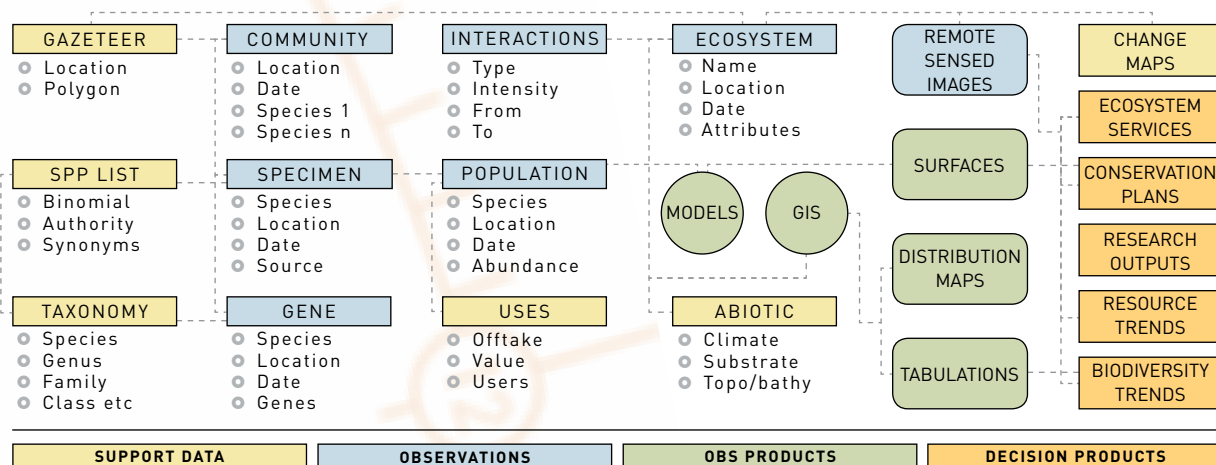 GAZETEER
Location
Polygon
COMMUNITY
Location
Date
Species 1
Species n
INTERACTIONS
Type
Intensity
From
To
ECOSYSTEM
Name
Location
Date
Attributes
REMOTE
SENSED
IMAGES
CHANGE
MAPS
ECOSYSTEM
SERVICES
SPP LIST
Binomial
Authority
Synonyms
SPECIMEN
Species
Location
Date
Source
POPULATION
Species
Location
Date
Abundance
MODELS
GIS
SURFACES
CONSERVATION
PLANS
DISTRIBUTION
MAPS
RESEARCH
OUTPUTS
TAXONOMY
Species
Genus
Family
Class etc
GENE
Species
Location
Date
Genes
USES
Offtake
Value
Users
ABIOTIC
Climate
Substrate
Topo/bathy
TABULATIONS
RESOURCE
TRENDS
BIODIVERSITY
TRENDS
SUPPORT DATA
OBSERVATIONS
OBS PRODUCTS
DECISION PRODUCTS
2